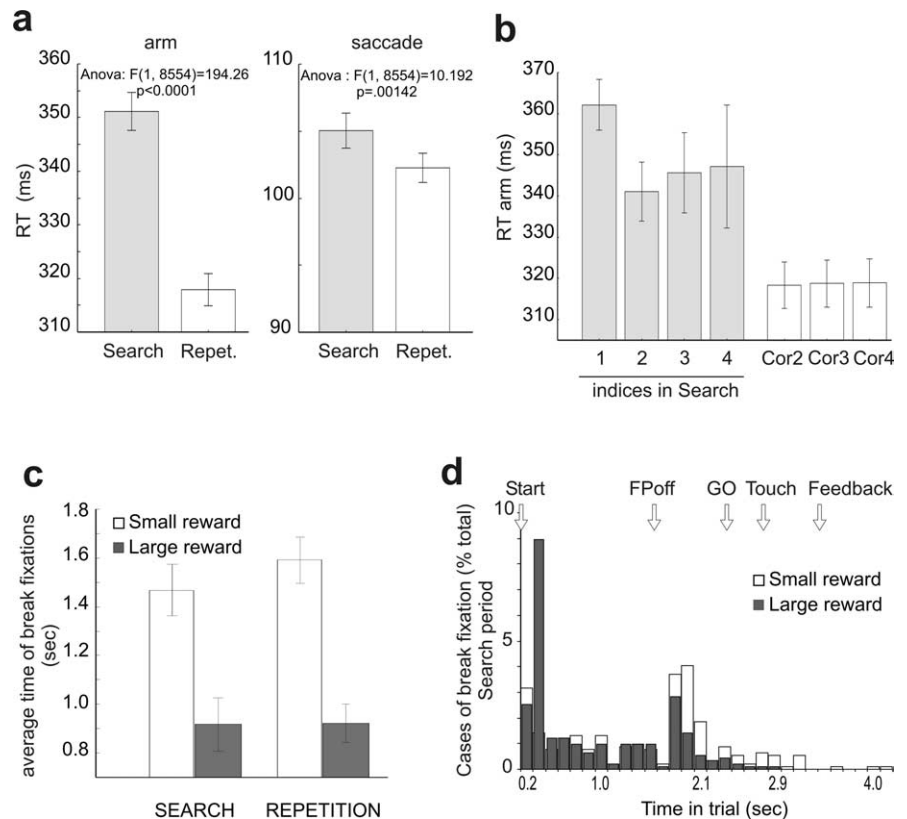 a
arm
Anova: F(1, 8554)=194.26
p<0.0001
RT (ms)
360
350
340
330
320
310
Search Repet.
saccade
Anova : F(1, 8554)=10.192
p=.00142
110
100
90
Search Repet.
b
RT arm (ms)
370
360
350
340
330
320
310
1 2 3 4 Cor2 Cor3 Cor4
indices in Search
c
average time of break fixations
(sec)
1.8
1.6
1.4
1.2
1.0
0.8
Small reward
Large reward
SEARCH REPETITION
d
Start FPoff GO Touch Feedback
Cases of break fixation (% total)
Search period
10
5
0
Small reward
Large reward
0.2 1.0 2.1 2.9 4.0
Time in trial (sec)